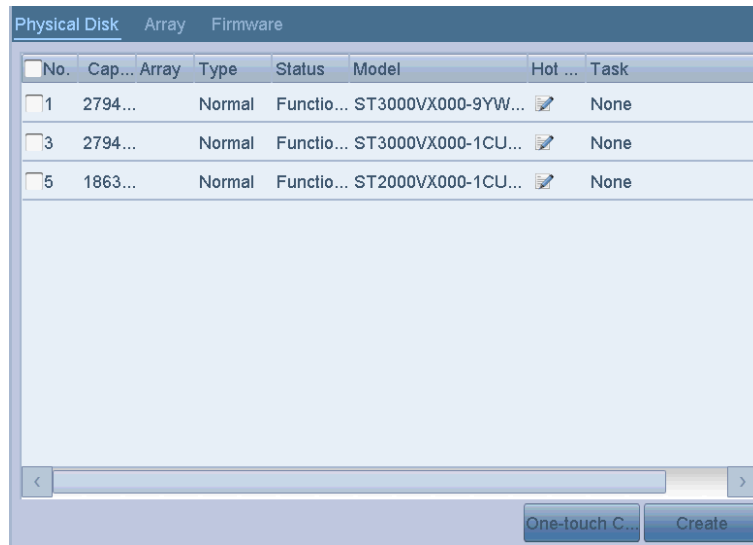 Physical Disk Array Firmware
No. Cap... Array Type Status Model Hot ... Task
1 2794... Normal Functio... ST3000VX000-9YW... None
3 2794... Normal Functio... ST3000VX000-1CU... None
5 1863... Normal Functio... ST2000VX000-1CU... None
One-touch C... Create